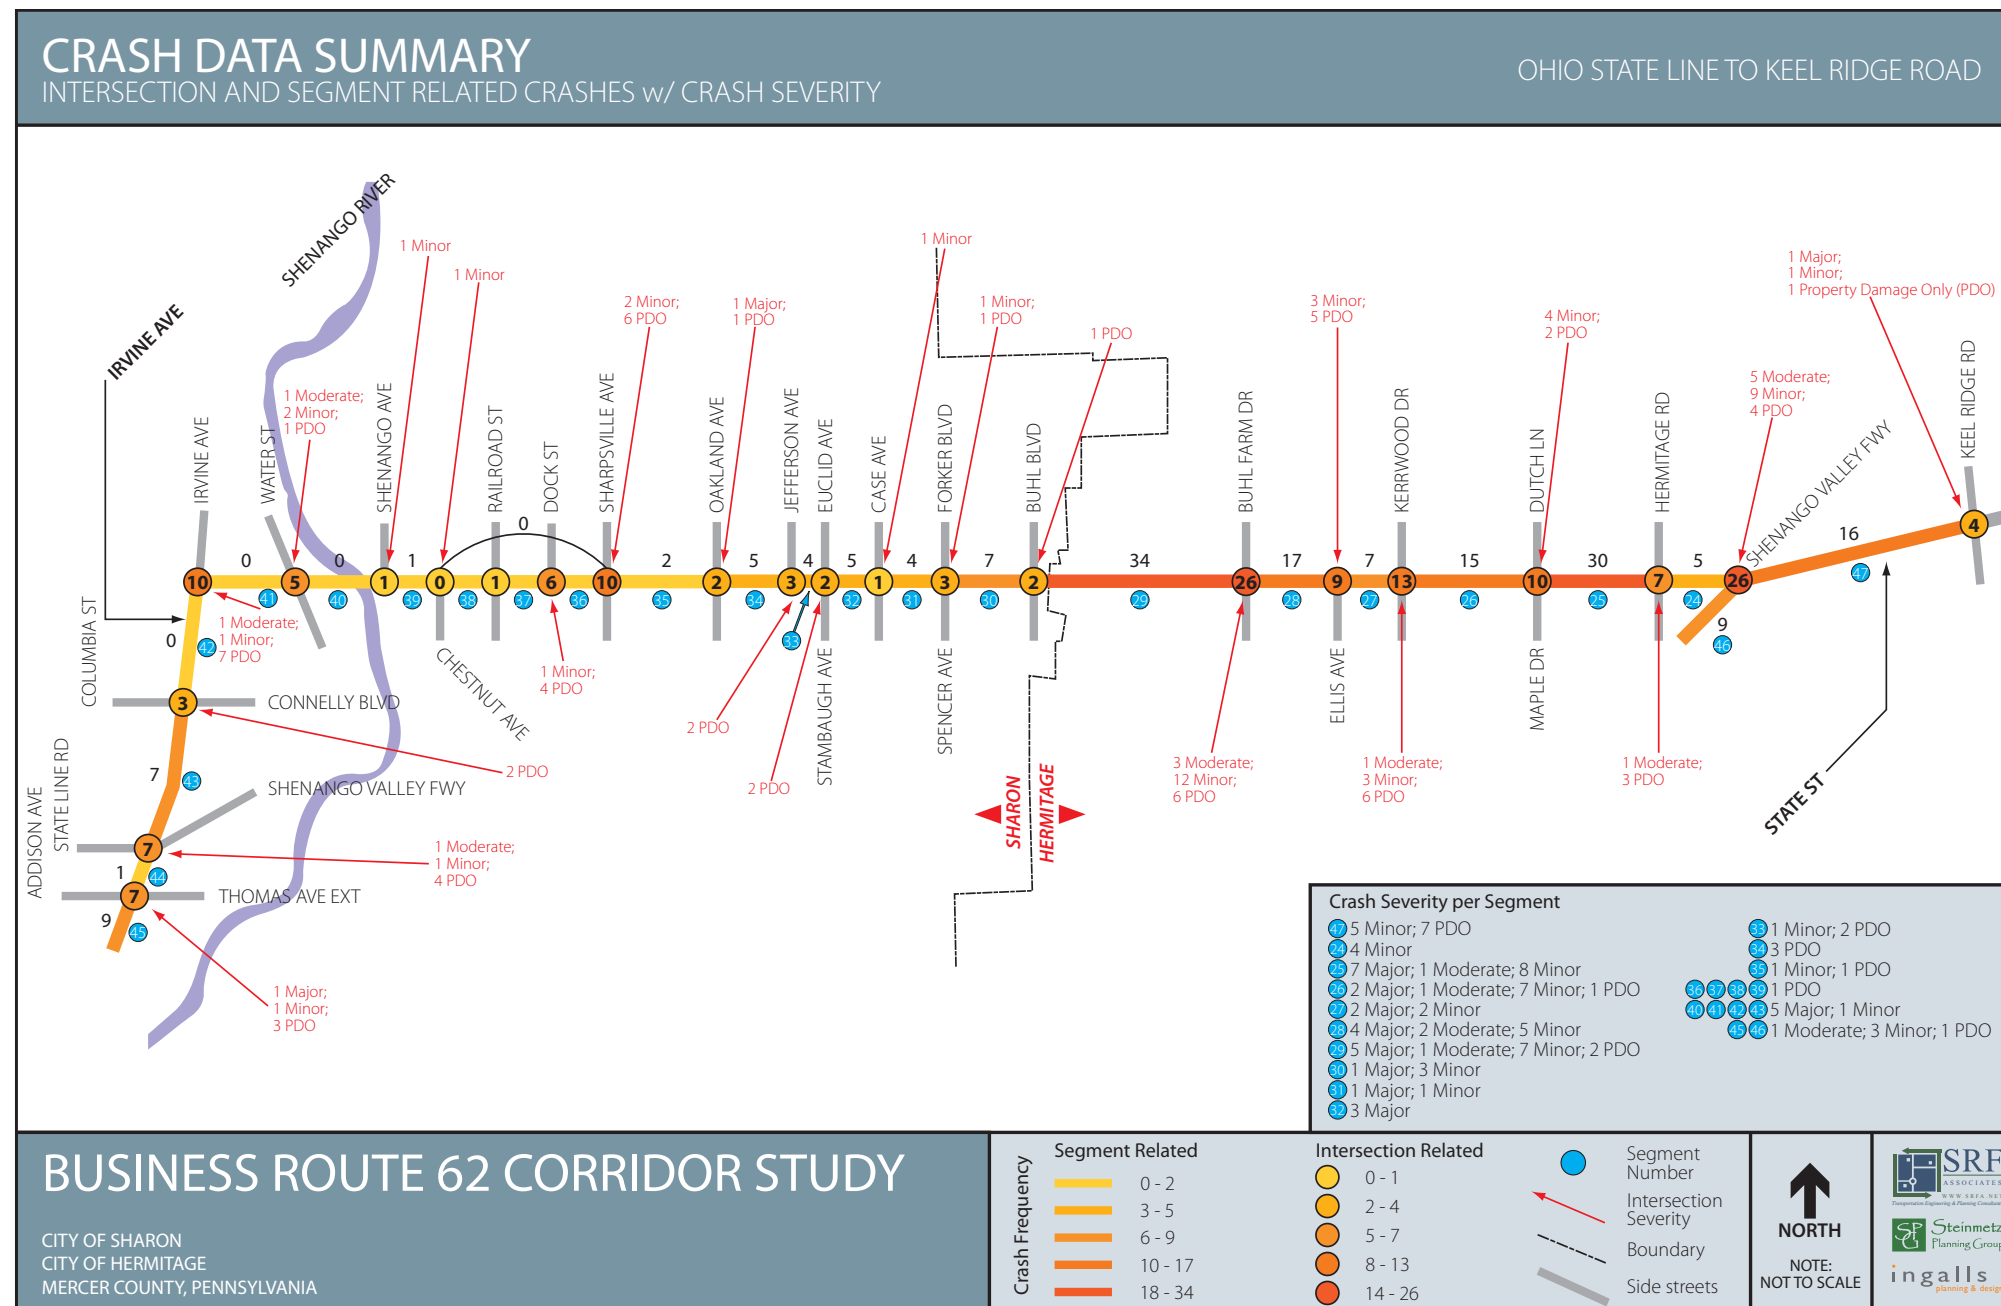 CRASH DATA SUMMARY
INTERSECTION AND SEGMENT RELATED CRASHES w/ CRASH SEVERITY
OHIO STATE LINE TO KEEL RIDGE ROAD
SHENANGO RIVER
IRVINE AVE
1 Minor
1 Minor
2 Minor;
6 PDO
1 Major;
1 PDO
1 Minor
1 Minor;
1 PDO
1 PDO
3 Minor;
5 PDO
4 Minor;
2 PDO
1 Major;
1 Minor;
1 Property Damage Only (PDO)
5 Moderate;
9 Minor;
4 PDO
1 Moderate;
2 Minor;
1 PDO
IRVINE AVE
WATER ST
SHENANGO AVE
RAILROAD ST
DOCK ST
SHARPSVILLE AVE
OAKLAND AVE
JEFFERSON AVE
EUCLID AVE
CASE AVE
FORKER BLVD
BUHL BLVD
BUHL FARM DR
KERRWOOD DR
DUTCH LN
HERMITAGE RD
SHENANGO VALLEY FWY
KEEL RIDGE RD
0 0 1 0 2 5 4 5 4 7 34 17 7 15 30 5 16
10 5 1 0 1 6 10 2 3 2 1 3 2 26 9 13 10 7 26 4
41 40 39 38 37 36 35 34 32 31 30 29 28 27 26 25 24 47
33
9
46
0
42
1 Moderate;
1 Minor;
7 PDO
COLUMBIA ST
3
CONNELLY BLVD
CHESTNUT AVE
1 Minor;
4 PDO
2 PDO
2 PDO
2 PDO
STAMBAUGH AVE
SPENCER AVE
ELLIS AVE
MAPLE DR
3 Moderate;
12 Minor;
6 PDO
1 Moderate;
3 Minor;
6 PDO
1 Moderate;
3 PDO
STATE ST
SHARON
HERMITAGE
7
43
SHENANGO VALLEY FWY
STATE LINE RD
ADDISON AVE
7
1
44
7
THOMAS AVE EXT
9
45
1 Moderate;
1 Minor;
4 PDO
1 Major;
1 Minor;
3 PDO
Crash Severity per Segment
47 5 Minor; 7 PDO
24 4 Minor
25 7 Major; 1 Moderate; 8 Minor
26 2 Major; 1 Moderate; 7 Minor; 1 PDO
27 2 Major; 2 Minor
28 4 Major; 2 Moderate; 5 Minor
29 5 Major; 1 Moderate; 7 Minor; 2 PDO
30 1 Major; 3 Minor
31 1 Major; 1 Minor
32 3 Major
33 1 Minor; 2 PDO
34 3 PDO
35 1 Minor; 1 PDO
36 37 38 39 1 PDO
40 41 42 43 5 Major; 1 Minor
45 46 1 Moderate; 3 Minor; 1 PDO
BUSINESS ROUTE 62 CORRIDOR STUDY
CITY OF SHARON
CITY OF HERMITAGE
MERCER COUNTY, PENNSYLVANIA
Crash Frequency
Segment Related
0 - 2
3 - 5
6 - 9
10 - 17
18 - 34
Intersection Related
0 - 1
2 - 4
5 - 7
8 - 13
14 - 26
Segment
Number
Intersection
Severity
Boundary
Side streets
NORTH
NOTE:
NOT TO SCALE
SRF
ASSOCIATES
WWW.SRFA.NE
SPG
Steinmetz
Planning Group
ingalls
planning & design